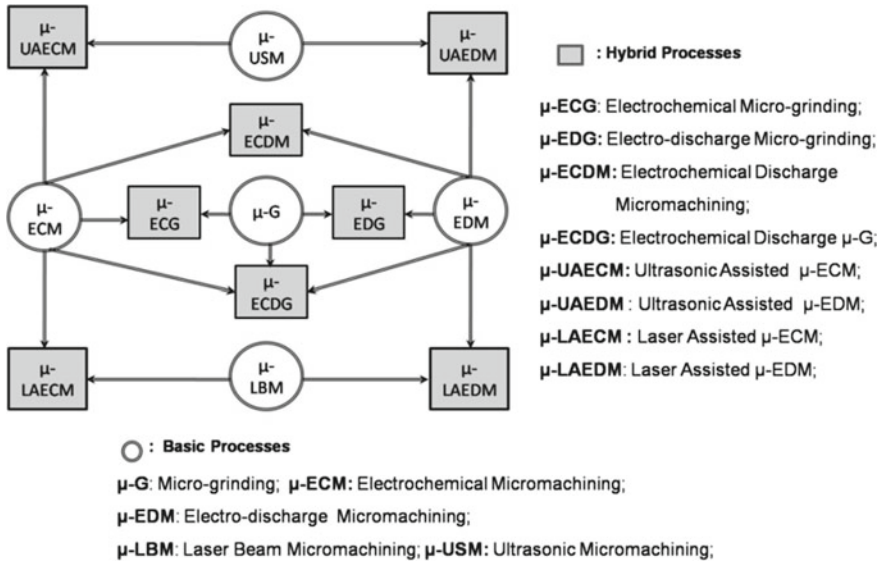 μ-
UAECM
μ-
USM
μ-
UAEDM
: Hybrid Processes
μ-
ECDM
μ-
ECM
μ-
ECG
μ-G
μ-
EDG
μ-
EDM
μ-
ECDG
μ-
LAECM
μ-
LBM
μ-
LAEDM
μ-ECG: Electrochemical Micro-grinding;
μ-EDG: Electro-discharge Micro-grinding;
μ-ECDM: Electrochemical Discharge
Micromachining;
μ-ECDG: Electrochemical Discharge μ-G;
μ-UAECM: Ultrasonic Assisted μ-ECM;
μ-UAEDM : Ultrasonic Assisted μ-EDM;
μ-LAECM : Laser Assisted μ-ECM;
μ-LAEDM: Laser Assisted μ-EDM;
: Basic Processes
μ-G: Micro-grinding; μ-ECM: Electrochemical Micromachining;
μ-EDM: Electro-discharge Micromachining;
μ-LBM: Laser Beam Micromachining; μ-USM: Ultrasonic Micromachining;